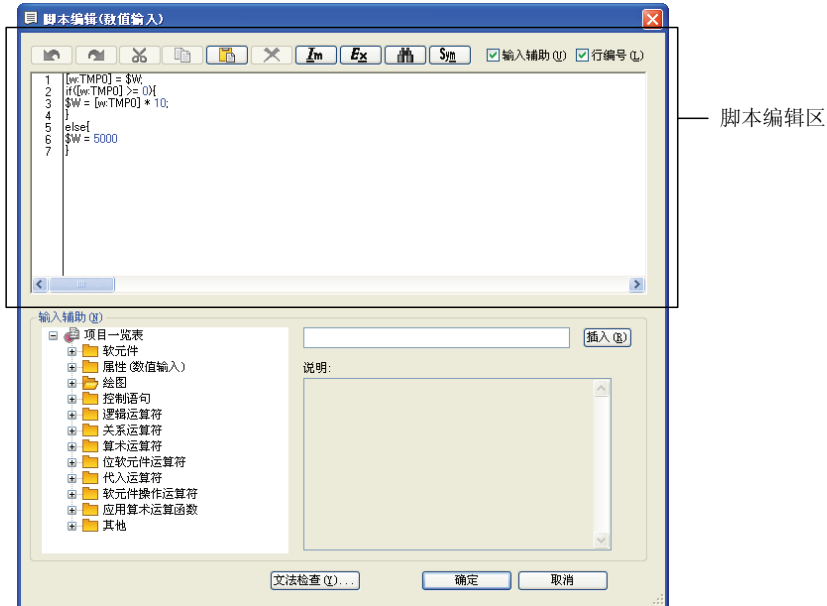 脚本编辑(数值输入)
Im Ex Sym 输入辅助(U) 行编号(L)
1 [w:TMP0] = $W;
2 if([w:TMP0] >= 0){
3 $W = [w:TMP0] * 10;
4 }
5 else{
6 $W = 5000
7 }
脚本编辑区
输入辅助(N)
项目一览表
软元件
属性(数值输入)
绘图
控制语句
逻辑运算符
关系运算符
算术运算符
位软元件运算符
代入运算符
软元件操作运算符
应用算术运算函数
其他
插入(R)
说明:
文法检查(Y)...
确定
取消